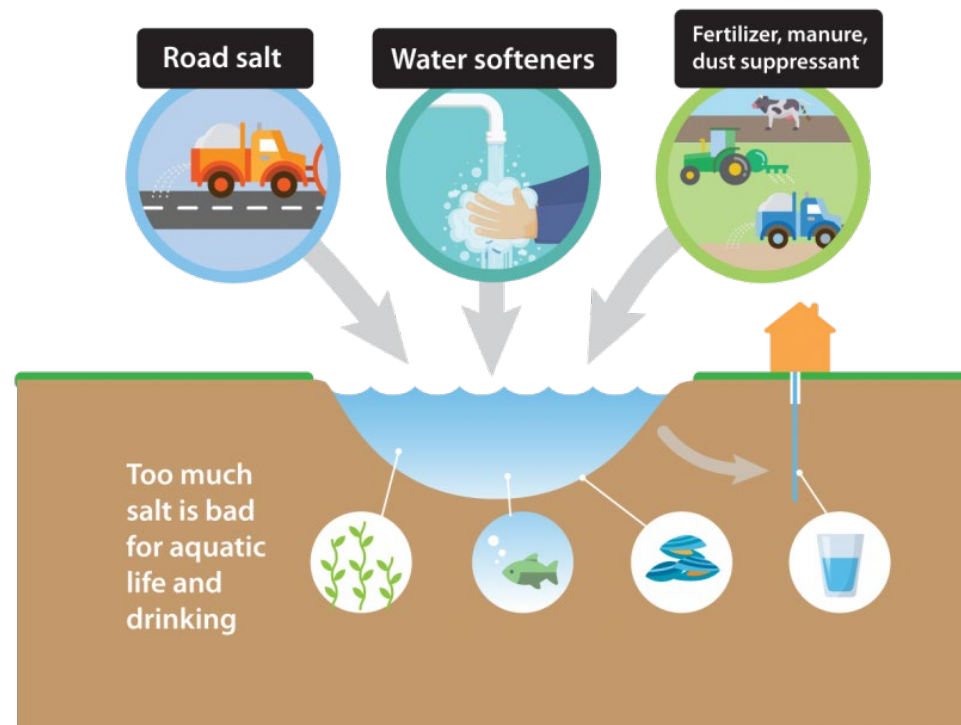 Road salt
Water softeners
Fertilizer, manure,
dust suppressant
Too much
salt is bad
for aquatic
life and
drinking